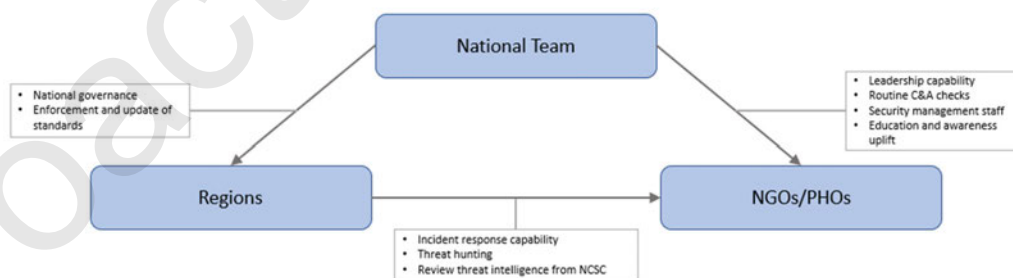 National Team
• National governance
• Enforcement and update of
standards
• Leadership capability
• Routine C&A checks
• Security management staff
• Education and awareness
uplift
Regions
NGOs/PHOs
• Incident response capability
• Threat hunting
• Review threat intelligence from NCSC